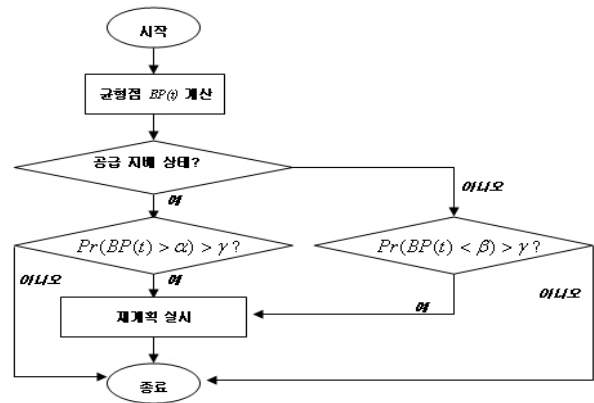 시작
균형점 BP(t) 계산
공급 지배 상태?
아니오
예
Pr(BP(t) > α) > γ ?
Pr(BP(t) < β) > γ ?
아니오
예
아니오
재계획 실시
예
종료